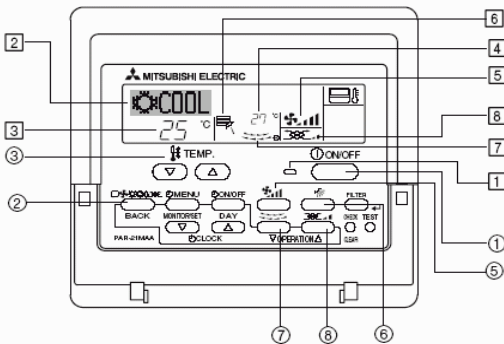 6
2
4
MITSUBISHI ELECTRIC
5
COOL
27 °C
3
25 °C
8
7
③
TEMP.
ON/OFF
1
②
MENU
ON/OFF
FILTER
BACK
MONITOR/SET
DAY
CHECK TEST
①
PAR-21MAA
CLOCK
OPERATION
CLEAR
⑤
⑦
⑧
⑥